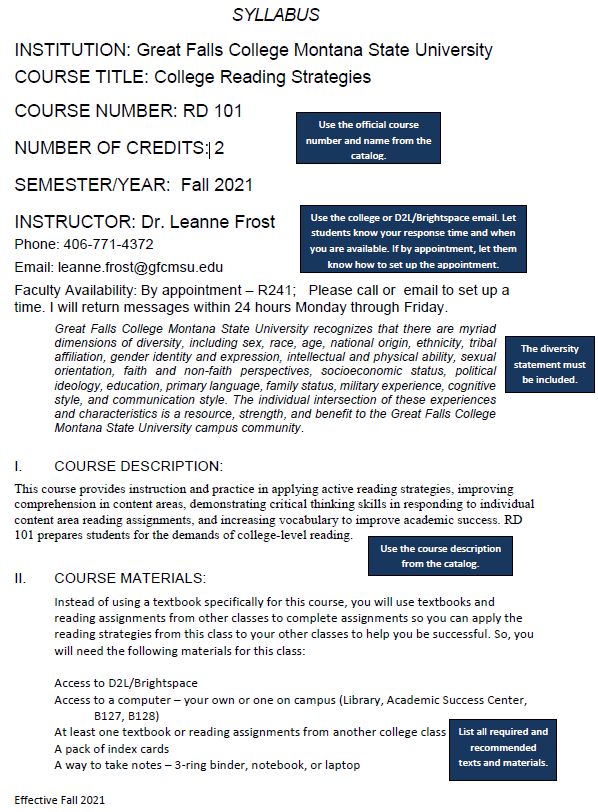 SYLLABUS
INSTITUTION: Great Falls College Montana State University
COURSE TITLE: College Reading Strategies
COURSE NUMBER: RD 101
Use the official course
number and name from the
catalog.
NUMBER OF CREDITS: 2
SEMESTER/YEAR:  Fall 2021
INSTRUCTOR: Dr. Leanne Frost
Phone: 406-771-4372
Email: leanne.frost@gfcmsu.edu
Use the college or D2L/Brightspace email. Let
students know your response time and when
you are available. If by appointment, let them
know how to set up the appointment.
Faculty Availability: By appointment – R241;   Please call or  email to set up a
time. I will return messages within 24 hours Monday through Friday.
Great Falls College Montana State University recognizes that there are myriad
dimensions of diversity, including sex, race, age, national origin, ethnicity, tribal
affiliation, gender identity and expression, intellectual and physical ability, sexual
orientation, faith and non-faith perspectives, socioeconomic status, political
ideology, education, primary language, family status, military experience, cognitive
style, and communication style. The individual intersection of these experiences
and characteristics is a resource, strength, and benefit to the Great Falls College
Montana State University campus community.
The diversity
statement must
be included.
I. COURSE DESCRIPTION:
This course provides instruction and practice in applying active reading strategies, improving
comprehension in content areas, demonstrating critical thinking skills in responding to individual
content area reading assignments, and increasing vocabulary to improve academic success. RD
101 prepares students for the demands of college-level reading.
Use the course description
from the catalog.
II. COURSE MATERIALS:
Instead of using a textbook specifically for this course, you will use textbooks and
reading assignments from other classes to complete assignments so you can apply the
reading strategies from this class to your other classes to help you be successful. So, you
will need the following materials for this class:
Access to D2L/Brightspace
Access to a computer – your own or one on campus (Library, Academic Success Center,
B127, B128)
At least one textbook or reading assignments from another college class
A pack of index cards
A way to take notes – 3-ring binder, notebook, or laptop
List all required and
recommended
texts and materials.
Effective Fall 2021